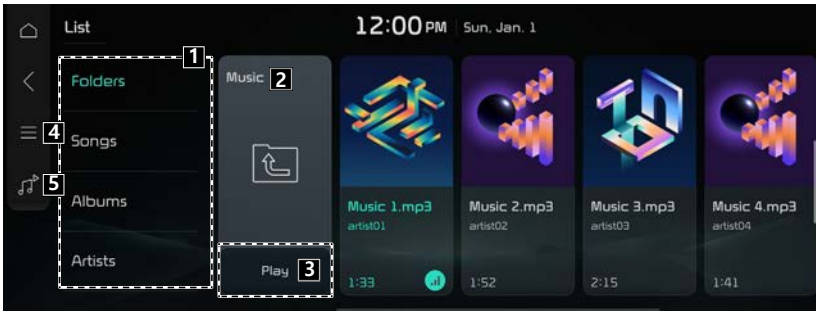 List
12:00 PM Sun, Jan. 1
1
Folders
Songs
Albums
Artists
4
5
Music 2
Play 3
Music 1.mp3
artist01
1:33
Music 2.mp3
artist02
1:52
Music 3.mp3
artist03
2:15
Music 4.mp3
artist04
1:41